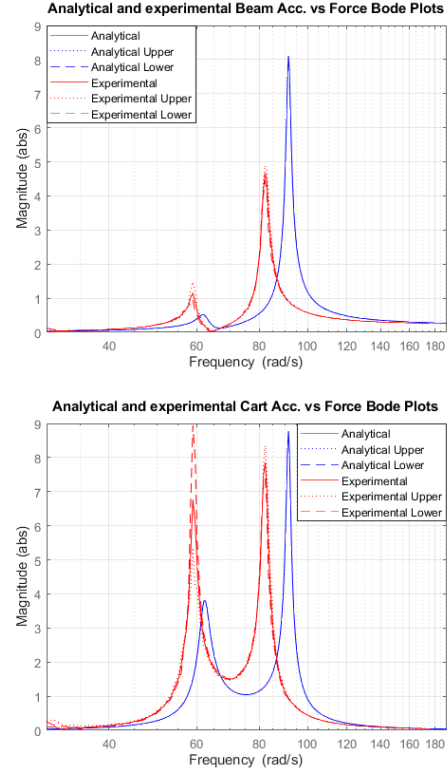 Analytical and experimental Beam Acc. vs Force Bode Plots
Analytical
Analytical Upper
Analytical Lower
Experimental
Experimental Upper
Experimental Lower
Magnitude (abs)
9
8
7
6
5
4
3
2
1
0
40 60 80 100 120 140 160 180
Frequency (rad/s)
Analytical and experimental Cart Acc. vs Force Bode Plots
Analytical
Analytical Upper
Analytical Lower
Experimental
Experimental Upper
Experimental Lower
Magnitude (abs)
9
8
7
6
5
4
3
2
1
0
40 60 80 100 120 140 160 180
Frequency (rad/s)